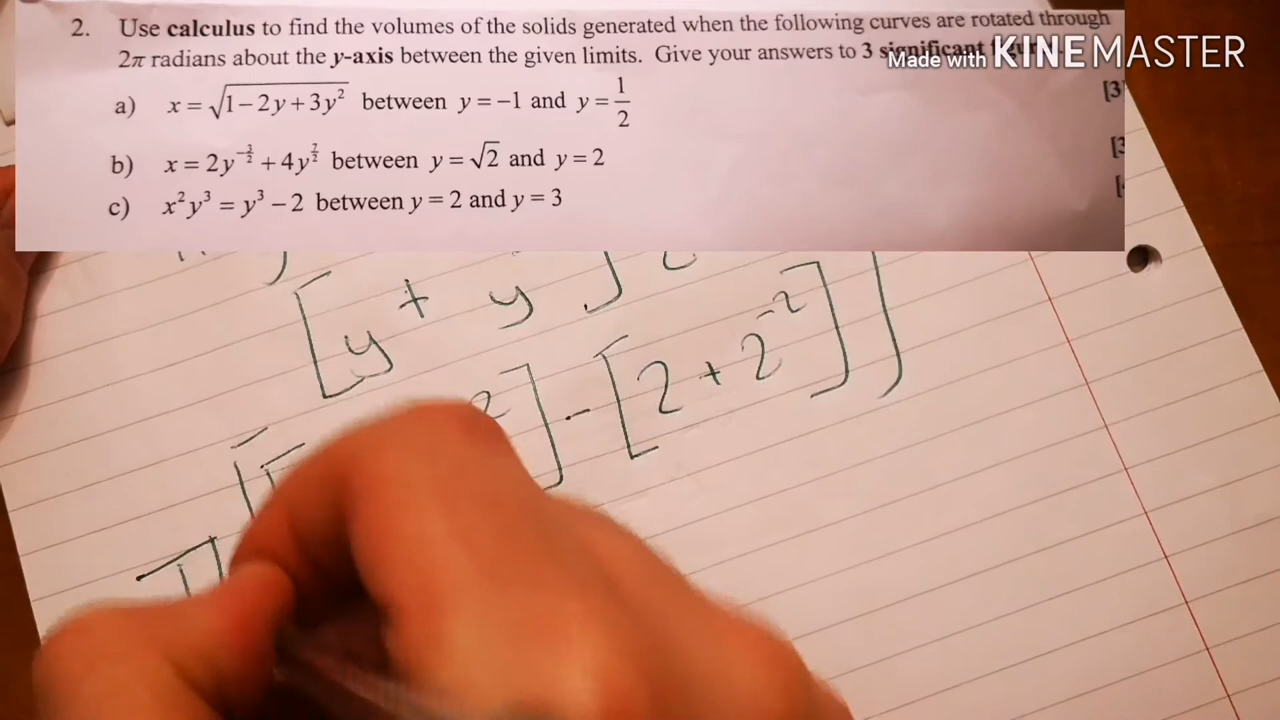 2. Use calculus to find the volumes of the solids generated when the following curves are rotated through
2π radians about the y-axis between the given limits. Give your answers to 3 significant
Made with KINEMASTER
a) x = √(1 − 2y + 3y²) between y = −1 and y = 1/2 [3
b) x = 2y^(−3/2) + 4y^(7/2) between y = √2 and y = 2 [3
c) x²y³ = y³ − 2 between y = 2 and y = 3
[y + y ]
] - [2 + 2⁻²]
π